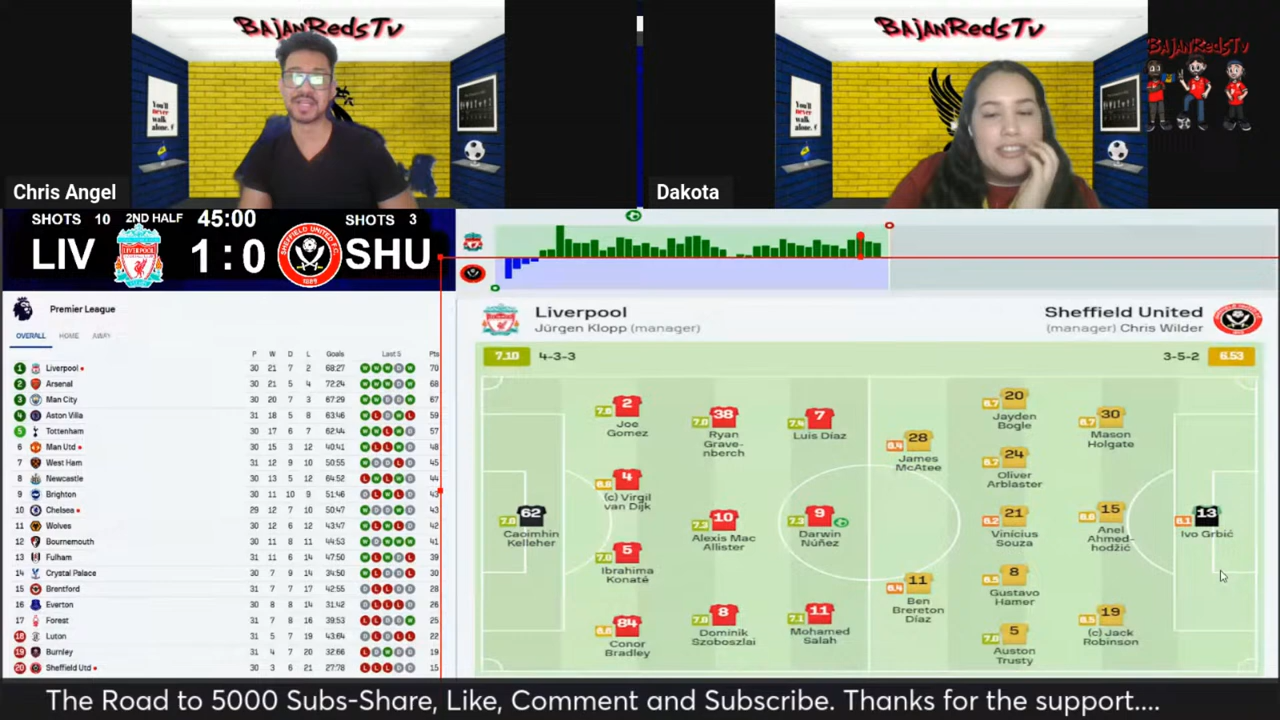 BAJANREDSTV
BAJANREDSTV
BAJANREDSTV
You'll
never
walk
alone.
You'll
never
walk
alone.
Chris Angel
Dakota
SHOTS 10 2ND HALF 45:00 SHOTS 3
LIV 1:0 SHU
Premier League
OVERALL HOME AWAY
P W D L Goals Last 5 Pts
1 Liverpool 30 21 7 2 68:27 70
2 Arsenal 30 21 5 4 72:24 68
3 Man City 30 20 7 3 67:29 67
4 Aston Villa 31 18 5 8 63:46 59
5 Tottenham 30 17 6 7 62:44 57
6 Man Utd 30 15 3 12 40:41 48
7 West Ham 31 12 9 10 50:55 45
8 Newcastle 30 13 5 12 64:52 44
9 Brighton 30 11 10 9 51:46 43
10 Chelsea 29 12 7 10 50:47 43
11 Wolves 30 12 6 12 43:47 42
12 Bournemouth 30 11 8 11 44:53 41
13 Fulham 31 11 6 14 47:50 39
14 Crystal Palace 30 7 9 14 34:50 30
15 Brentford 31 7 7 17 42:55 28
16 Everton 30 8 8 14 31:42 26
17 Forest 31 7 8 16 39:53 25
18 Luton 31 5 7 19 43:64 22
19 Burnley 31 4 7 20 32:66 19
20 Sheffield Utd 30 3 6 21 27:78 15
Liverpool
Jürgen Klopp (manager)
Sheffield United
(manager) Chris Wilder
7.10 4-3-3
3-5-2 6.53
62
Caoimhin
Kelleher
2
Joe
Gomez
4
(c) Virgil
van Dijk
5
Ibrahima
Konaté
84
Conor
Bradley
38
Ryan
Grave-
nberch
10
Alexis Mac
Allister
8
Dominik
Szoboszlai
7
Luis Díaz
9
Darwin
Núñez
11
Mohamed
Salah
28
James
McAtee
11
Ben
Brereton
Díaz
20
Jayden
Bogle
24
Oliver
Arblaster
21
Vinícius
Souza
8
Gustavo
Hamer
5
Auston
Trusty
30
Mason
Holgate
15
Anel
Ahmed-
hodžić
19
(c) Jack
Robinson
13
Ivo Grbić
The Road to 5000 Subs-Share, Like, Comment and Subscribe. Thanks for the support....